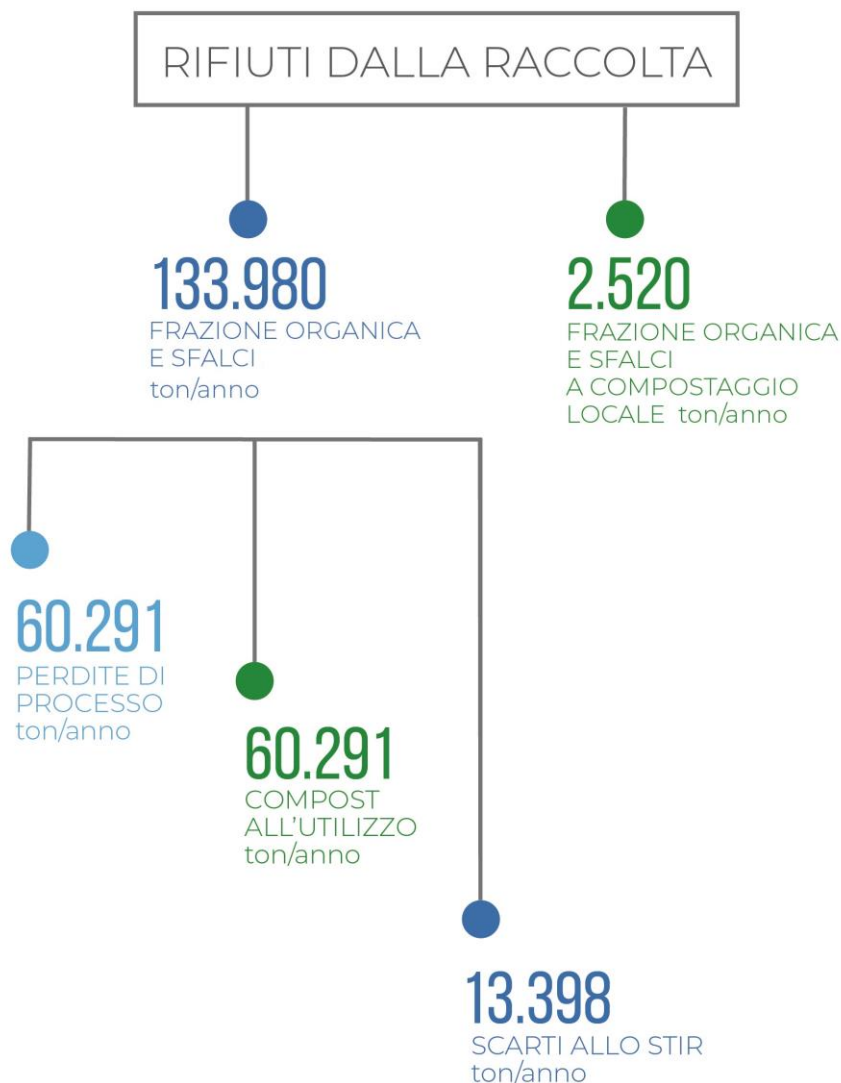 RIFIUTI DALLA RACCOLTA
133.980
FRAZIONE ORGANICA
E SFALCI
ton/anno
2.520
FRAZIONE ORGANICA
E SFALCI
A COMPOSTAGGIO
LOCALE ton/anno
60.291
PERDITE DI
PROCESSO
ton/anno
60.291
COMPOST
ALL'UTILIZZO
ton/anno
13.398
SCARTI ALLO STIR
ton/anno